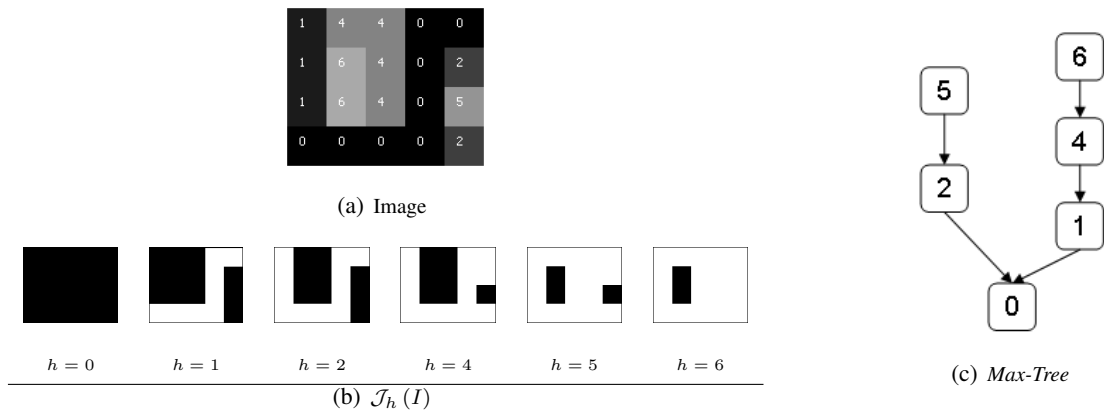 1 4 4 0 0
1 6 4 0 2
1 6 4 0 5
0 0 0 0 2
(a) Image
h = 0 h = 1 h = 2 h = 4 h = 5 h = 6
(b) 𝒥h (I)
6
5
4
2
1
0
(c) Max-Tree